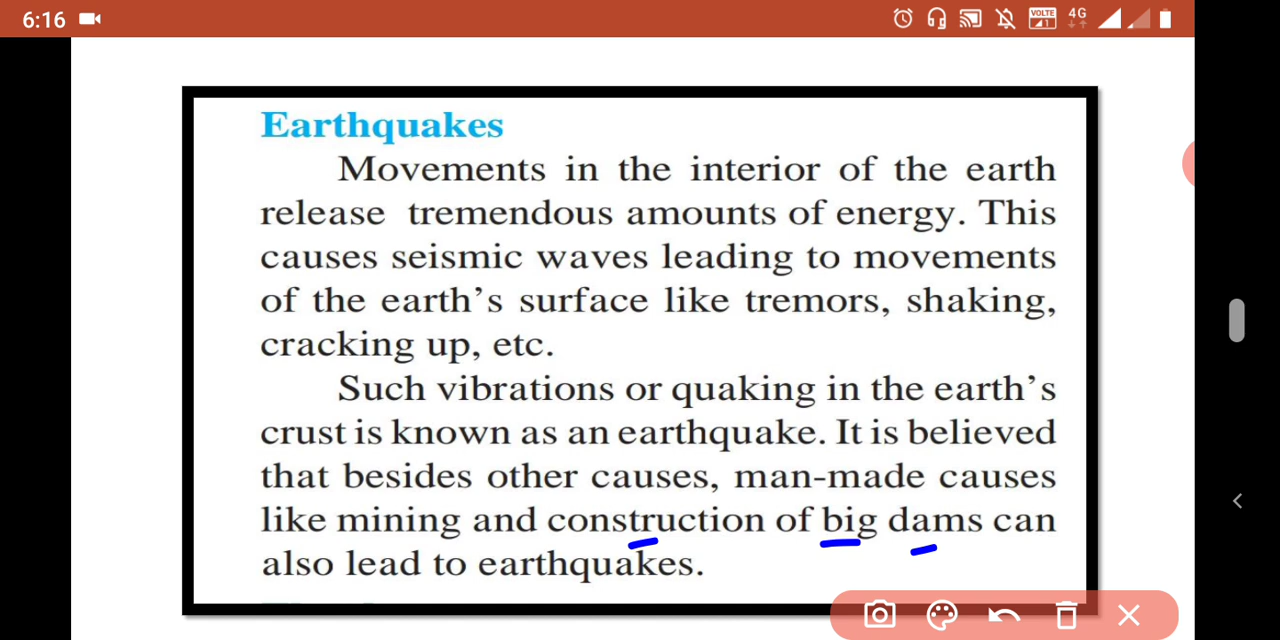 6:16
VOLTE
1
4G
Earthquakes
Movements in the interior of the earth
release tremendous amounts of energy. This
causes seismic waves leading to movements
of the earth's surface like tremors, shaking,
cracking up, etc.
Such vibrations or quaking in the earth's
crust is known as an earthquake. It is believed
that besides other causes, man-made causes
like mining and construction of big dams can
also lead to earthquakes.